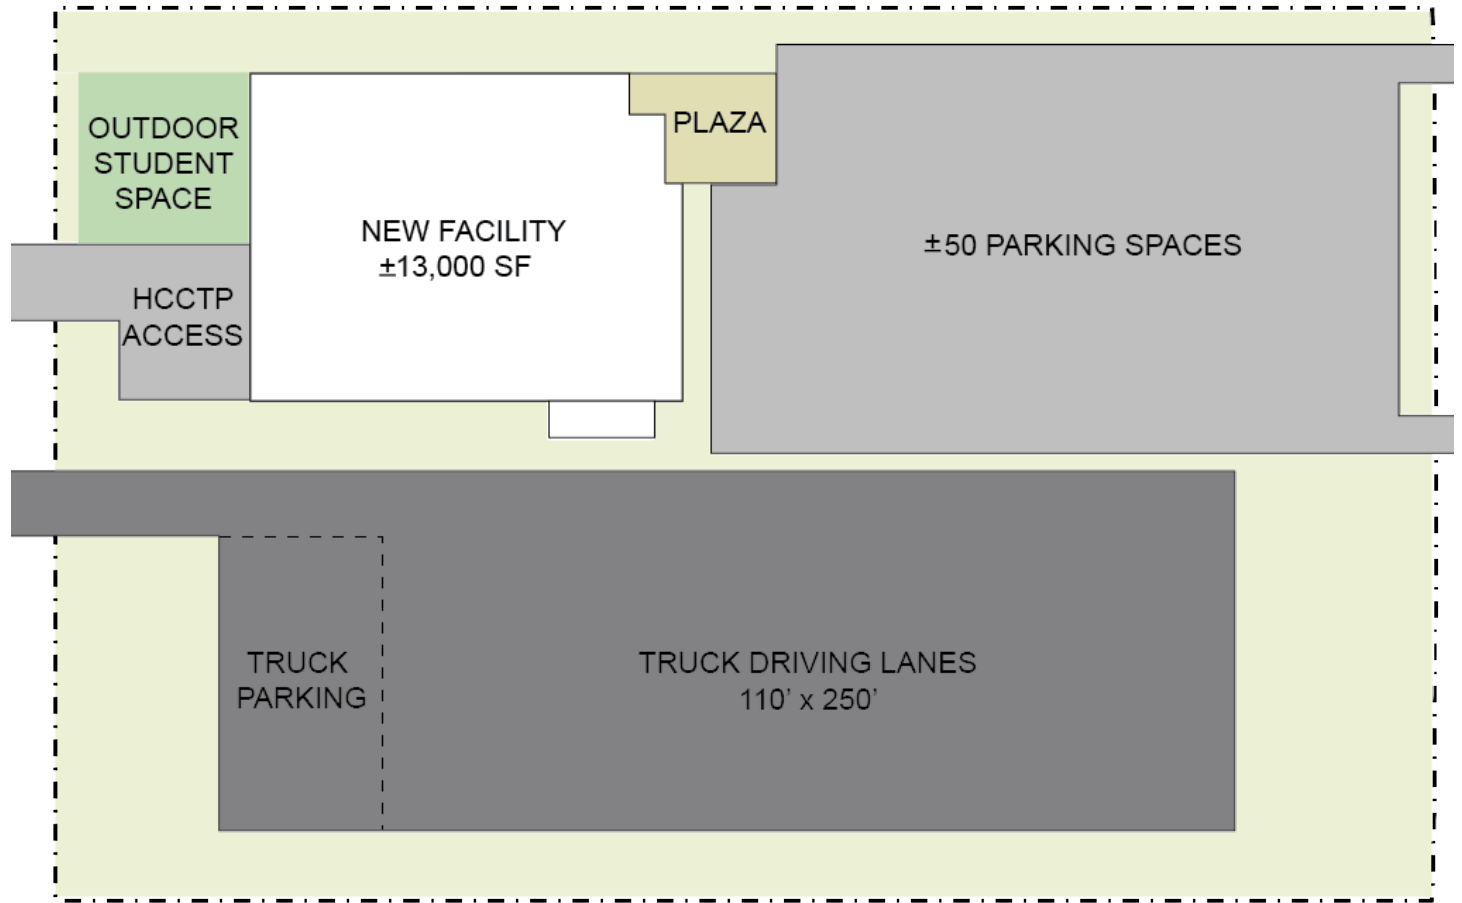 OUTDOOR
STUDENT
SPACE
PLAZA
NEW FACILITY
±13,000 SF
±50 PARKING SPACES
HCCTP
ACCESS
TRUCK
PARKING
TRUCK DRIVING LANES
110’ x 250’